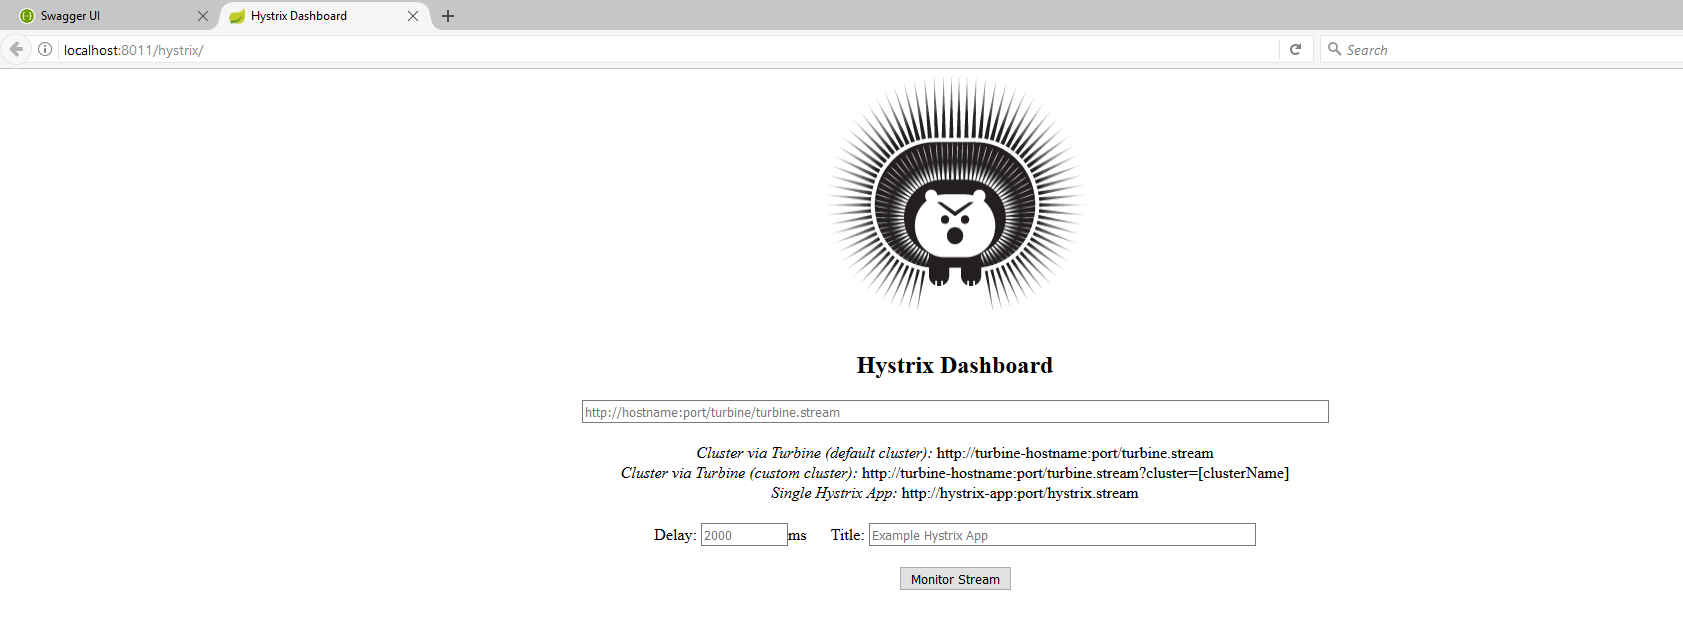 Swagger UI
Hystrix Dashboard
localhost:8011/hystrix/
Search
Hystrix Dashboard
http://hostname:port/turbine/turbine.stream
Cluster via Turbine (default cluster): http://turbine-hostname:port/turbine.stream
Cluster via Turbine (custom cluster): http://turbine-hostname:port/turbine.stream?cluster=[clusterName]
Single Hystrix App: http://hystrix-app:port/hystrix.stream
Delay: 2000 ms Title: Example Hystrix App
Monitor Stream